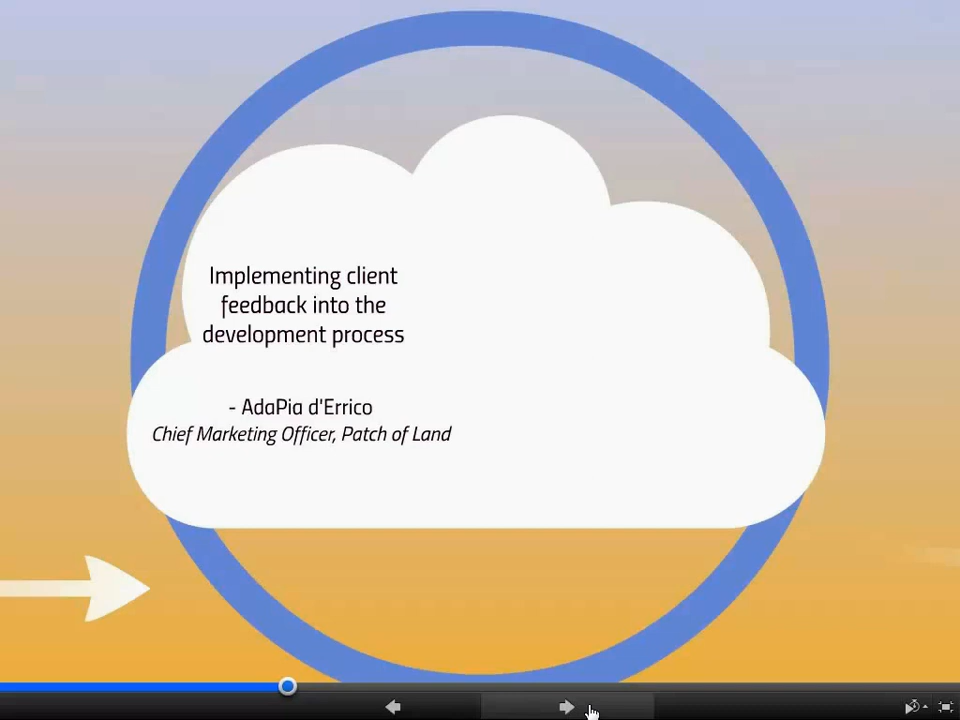 Implementing client
feedback into the
development process
- AdaPia d'Errico
Chief Marketing Officer, Patch of Land